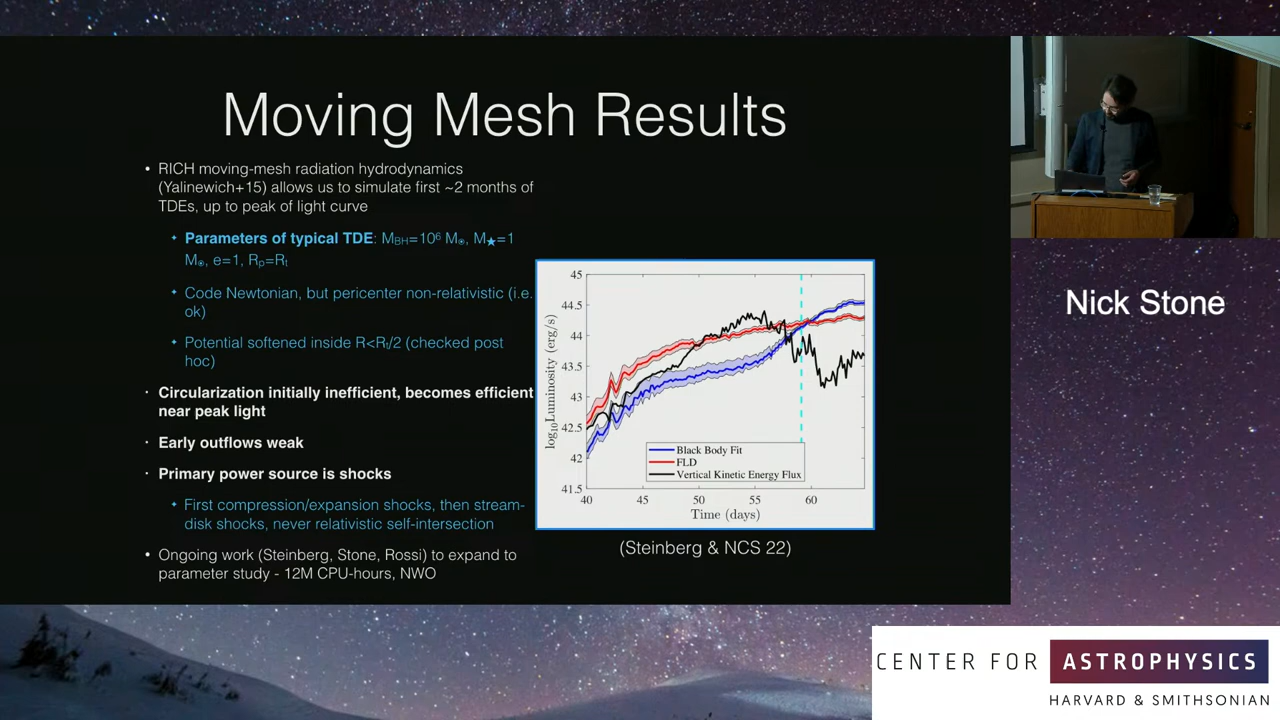 Moving Mesh Results
• RICH moving-mesh radiation hydrodynamics
(Yalinewich+15) allows us to simulate first ~2 months of
TDEs, up to peak of light curve
Parameters of typical TDE: M_BH=10⁶ M☉, M★=1
M☉, e=1, Rₚ=Rₜ
Code Newtonian, but pericenter non-relativistic (i.e.
ok)
Potential softened inside R<Rₜ/2 (checked post
hoc)
· Circularization initially inefficient, becomes efficient
near peak light
· Early outflows weak
· Primary power source is shocks
First compression/expansion shocks, then stream-
disk shocks, never relativistic self-intersection
• Ongoing work (Steinberg, Stone, Rossi) to expand to
parameter study - 12M CPU-hours, NWO
log₁₀Luminosity (erg/s)
45
44.5
44
43.5
43
42.5
42
41.5
Black Body Fit
FLD
Vertical Kinetic Energy Flux
40 45 50 55 60
Time (days)
(Steinberg & NCS 22)
Nick Stone
CENTER FOR ASTROPHYSICS
HARVARD & SMITHSONIAN